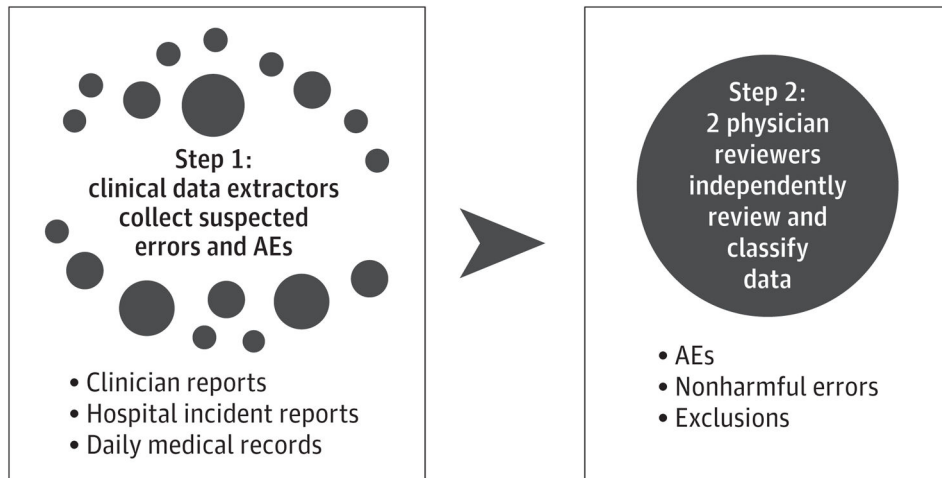 Step 1:
clinical data extractors
collect suspected
errors and AEs
• Clinician reports
• Hospital incident reports
• Daily medical records
Step 2:
2 physician
reviewers
independently
review and
classify
data
• AEs
• Nonharmful errors
• Exclusions